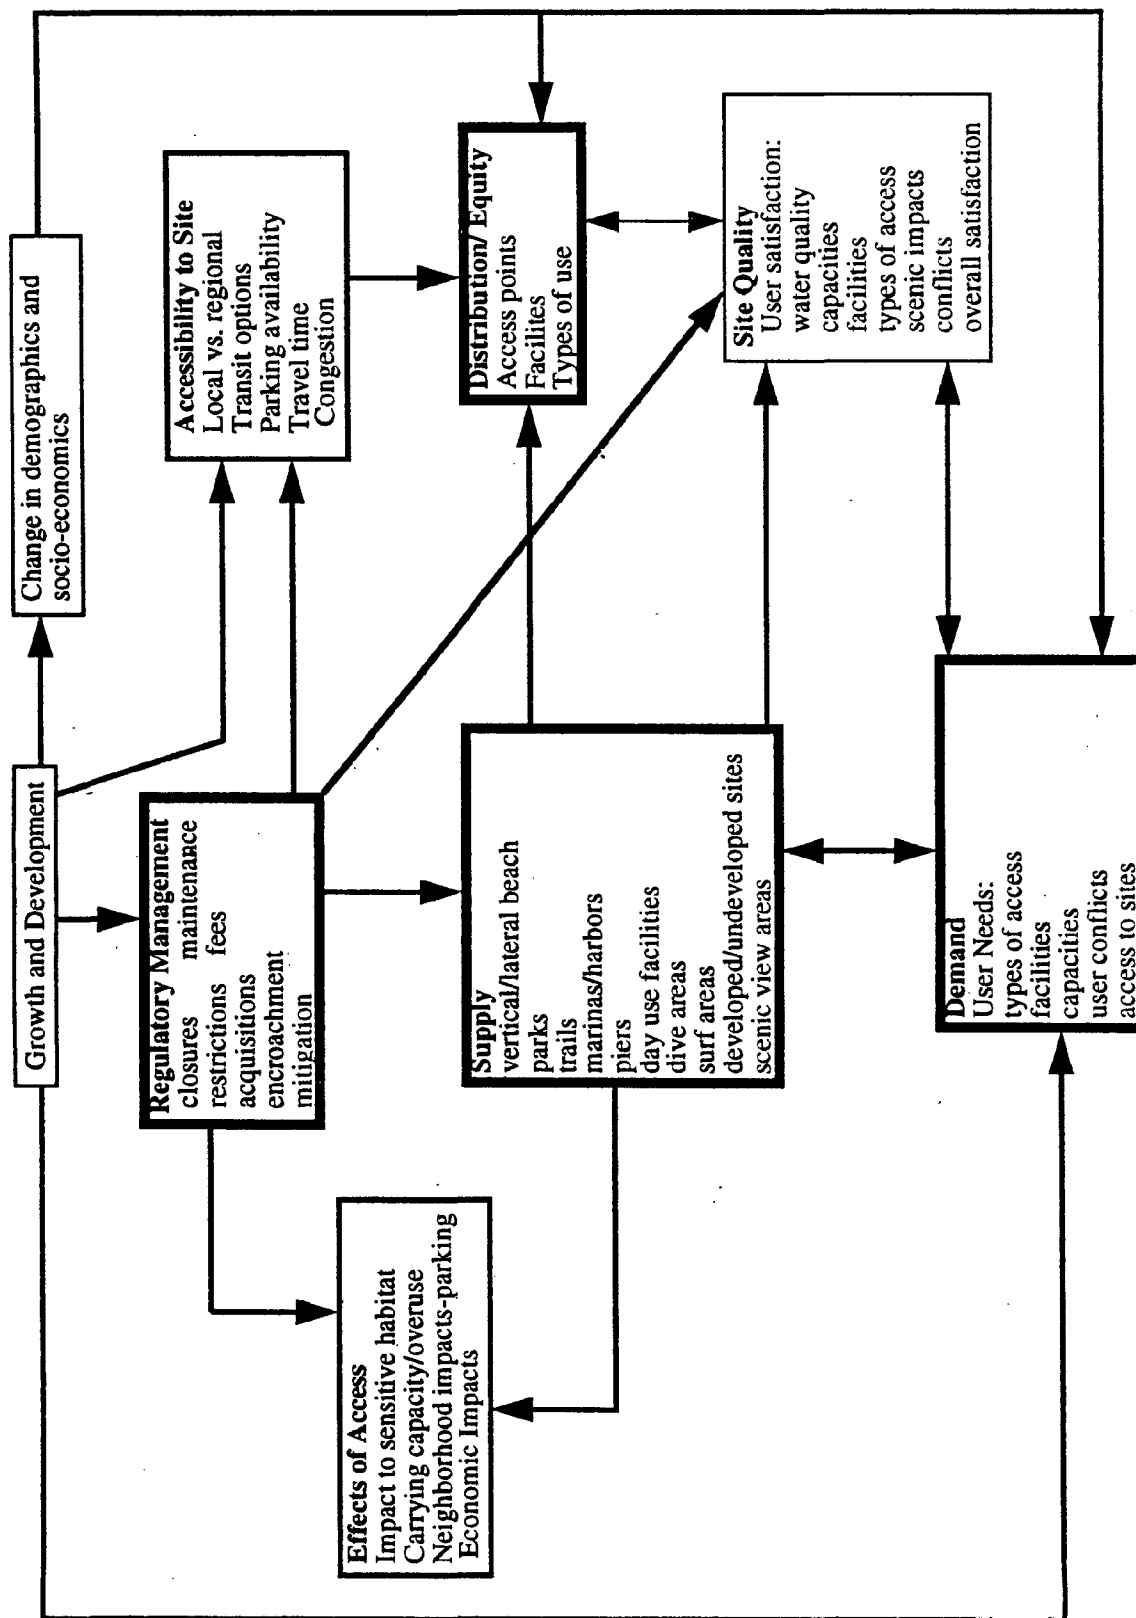 Growth and Development
Change in demographics and
socio-economics
Regulatory Management
closures maintenance
restrictions fees
acquisitions
encroachment
mitigation
Accessibility to Site
Local vs. regional
Transit options
Parking availability
Travel time
Congestion
Effects of Access
Impact to sensitive habitat
Carrying capacity/overuse
Neighborhood impacts-parking
Economic Impacts
Supply
vertical/lateral beach
parks
trails
marinas/harbors
piers
day use facilities
dive areas
surf areas
developed/undeveloped sites
scenic view areas
Distribution/ Equity
Access points
Facilites
Types of use
Site Quality
User satisfaction:
water quality
capacities
facilities
types of access
scenic impacts
conflicts
overall satisfaction
Demand
User Needs:
types of access
facilities
capacities
user conflicts
access to sites